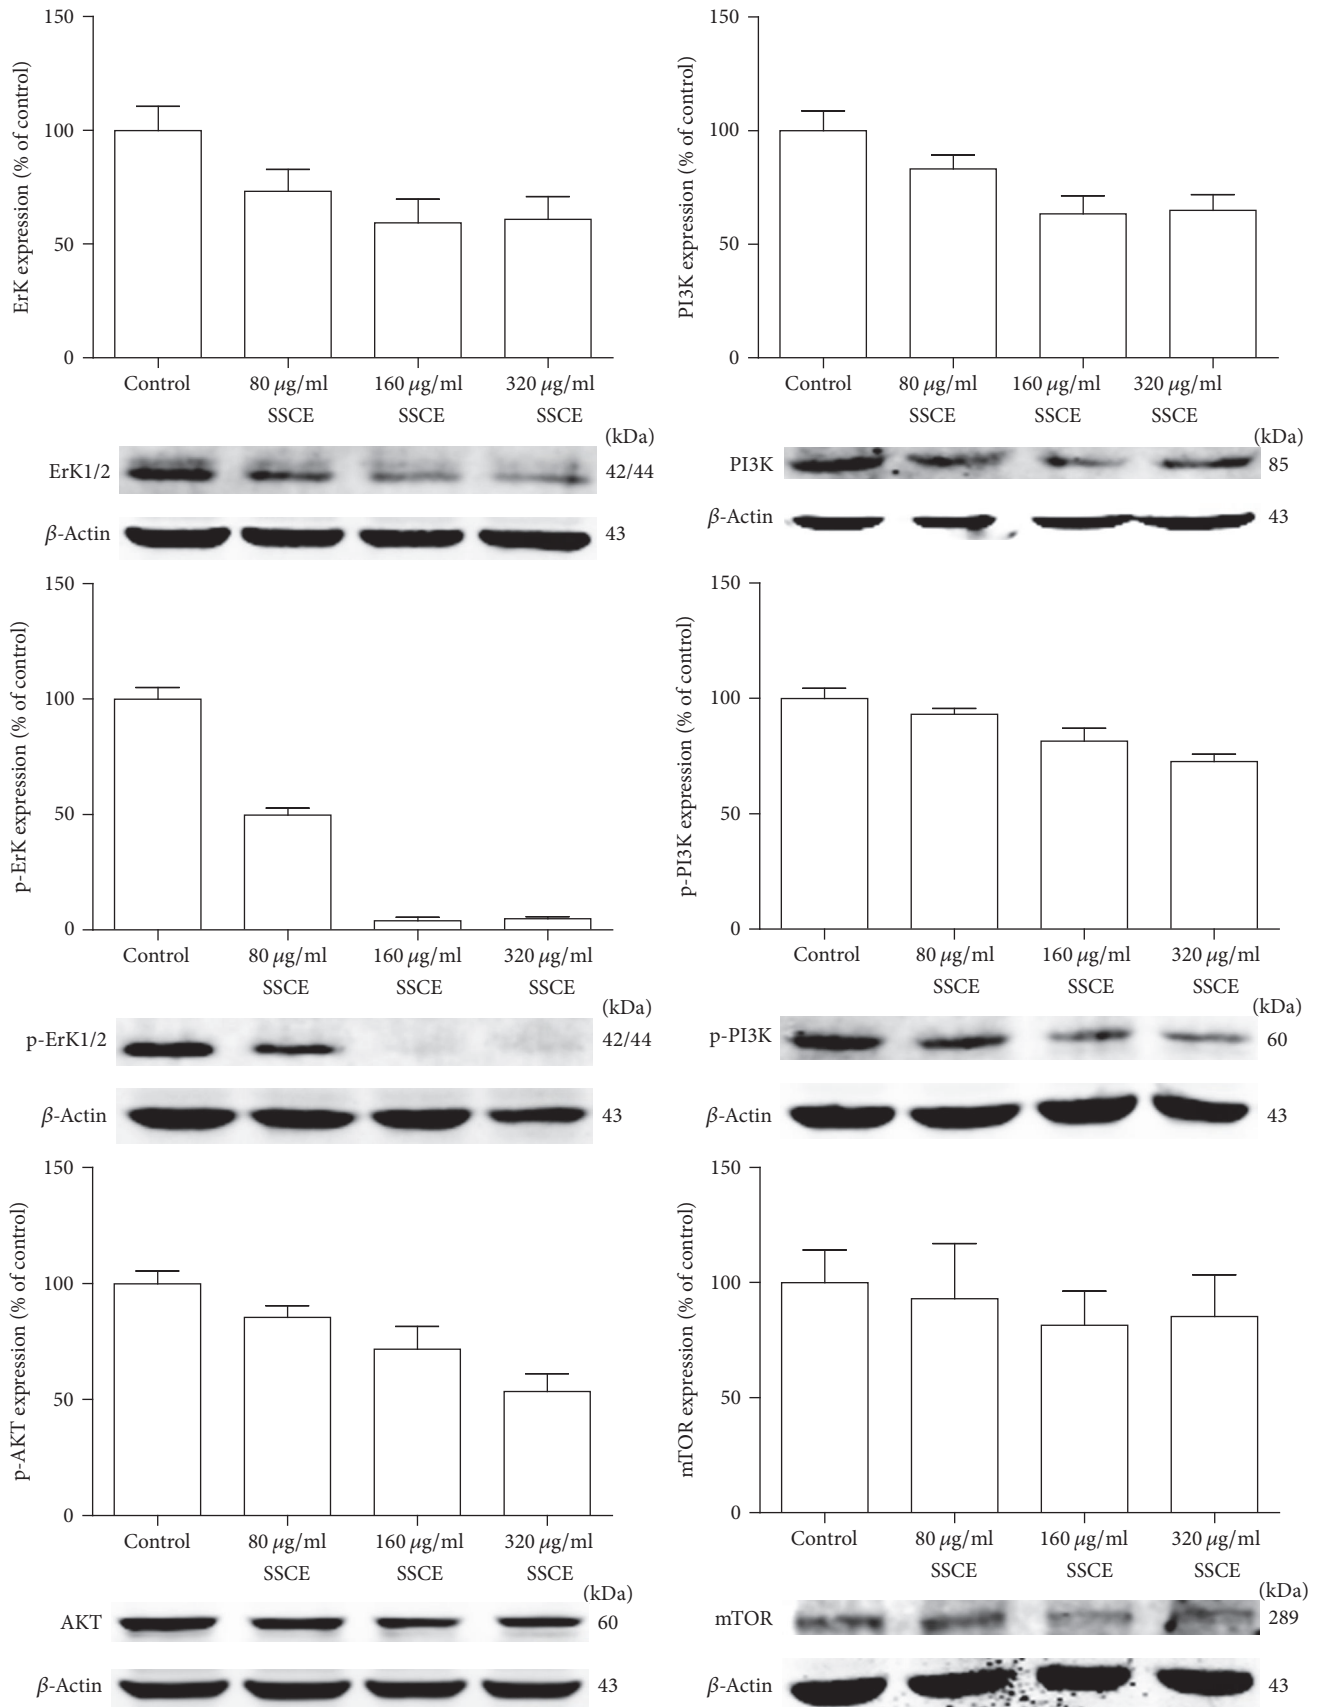 150
100
50
0
ErK expression (% of control)
Control
80 μg/ml
SSCE
160 μg/ml
SSCE
320 μg/ml
SSCE
(kDa)
ErK1/2
42/44
β-Actin
43
150
100
50
0
PI3K expression (% of control)
Control
80 μg/ml
SSCE
160 μg/ml
SSCE
320 μg/ml
SSCE
(kDa)
PI3K
85
β-Actin
43
150
100
50
0
p-ErK expression (% of control)
Control
80 μg/ml
SSCE
160 μg/ml
SSCE
320 μg/ml
SSCE
(kDa)
p-ErK1/2
42/44
β-Actin
43
150
100
50
0
p-PI3K expression (% of control)
Control
80 μg/ml
SSCE
160 μg/ml
SSCE
320 μg/ml
SSCE
(kDa)
p-PI3K
60
β-Actin
43
150
100
50
0
p-AKT expression (% of control)
Control
80 μg/ml
SSCE
160 μg/ml
SSCE
320 μg/ml
SSCE
(kDa)
AKT
60
β-Actin
43
150
100
50
0
mTOR expression (% of control)
Control
80 μg/ml
SSCE
160 μg/ml
SSCE
320 μg/ml
SSCE
(kDa)
mTOR
289
β-Actin
43